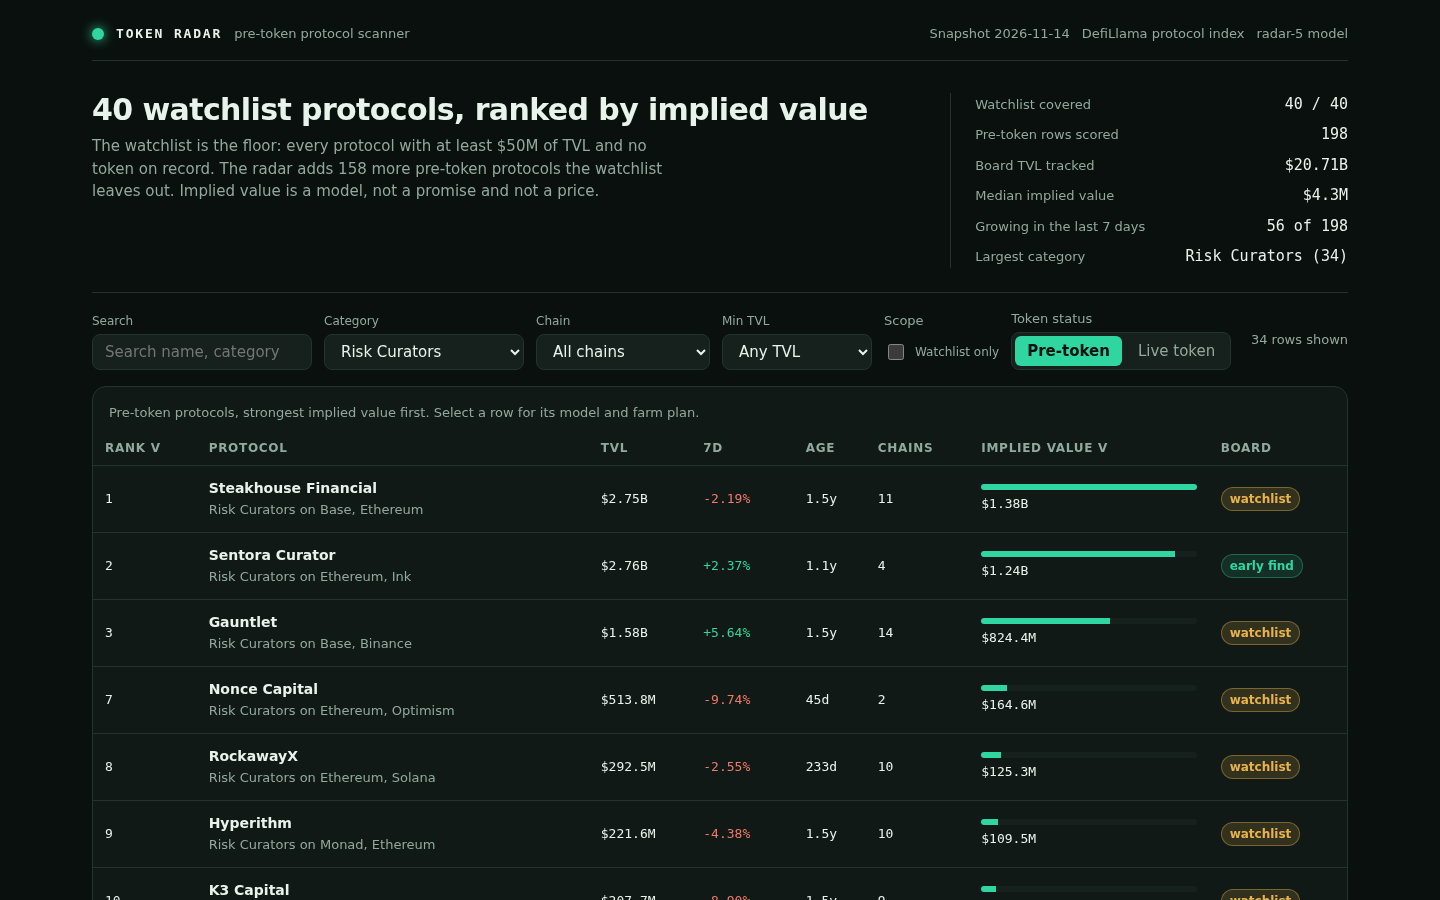 TOKEN RADAR pre-token protocol scanner
Snapshot 2026-11-14 DefiLlama protocol index radar-5 model
40 watchlist protocols, ranked by implied value
The watchlist is the floor: every protocol with at least $50M of TVL and no
token on record. The radar adds 158 more pre-token protocols the watchlist
leaves out. Implied value is a model, not a promise and not a price.
Watchlist covered 40 / 40
Pre-token rows scored 198
Board TVL tracked $20.71B
Median implied value $4.3M
Growing in the last 7 days 56 of 198
Largest category Risk Curators (34)
Search Category Chain Min TVL Scope Token status
Search name, category Risk Curators All chains Any TVL Watchlist only Pre-token Live token 34 rows shown
Pre-token protocols, strongest implied value first. Select a row for its model and farm plan.
RANK V PROTOCOL TVL 7D AGE CHAINS IMPLIED VALUE V BOARD
1 Steakhouse Financial $2.75B -2.19% 1.5y 11 $1.38B watchlist
Risk Curators on Base, Ethereum
2 Sentora Curator $2.76B +2.37% 1.1y 4 $1.24B early find
Risk Curators on Ethereum, Ink
3 Gauntlet $1.58B +5.64% 1.5y 14 $824.4M watchlist
Risk Curators on Base, Binance
7 Nonce Capital $513.8M -9.74% 45d 2 $164.6M watchlist
Risk Curators on Ethereum, Optimism
8 RockawayX $292.5M -2.55% 233d 10 $125.3M watchlist
Risk Curators on Ethereum, Solana
9 Hyperithm $221.6M -4.38% 1.5y 10 $109.5M watchlist
Risk Curators on Monad, Ethereum
K3 Capital